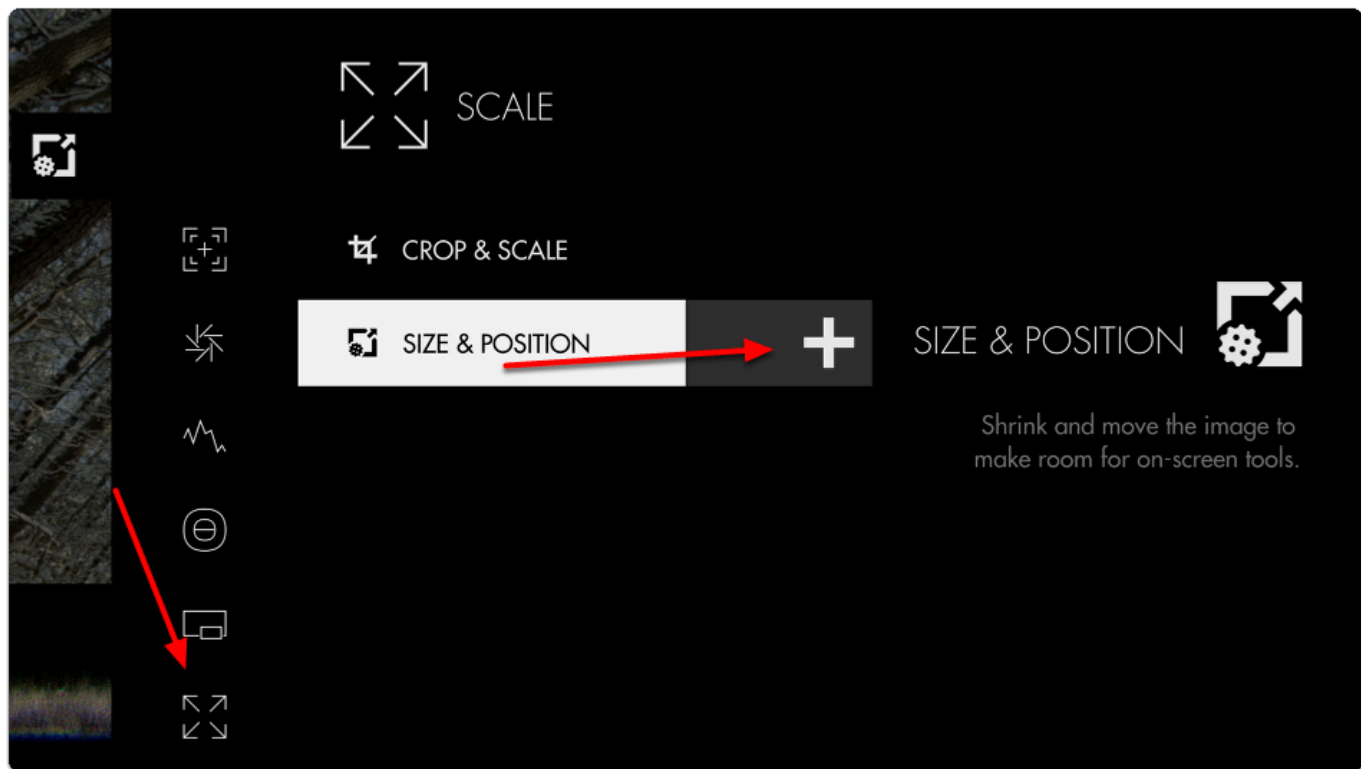 SCALE
CROP & SCALE
SIZE & POSITION
SIZE & POSITION
Shrink and move the image to
make room for on-screen tools.